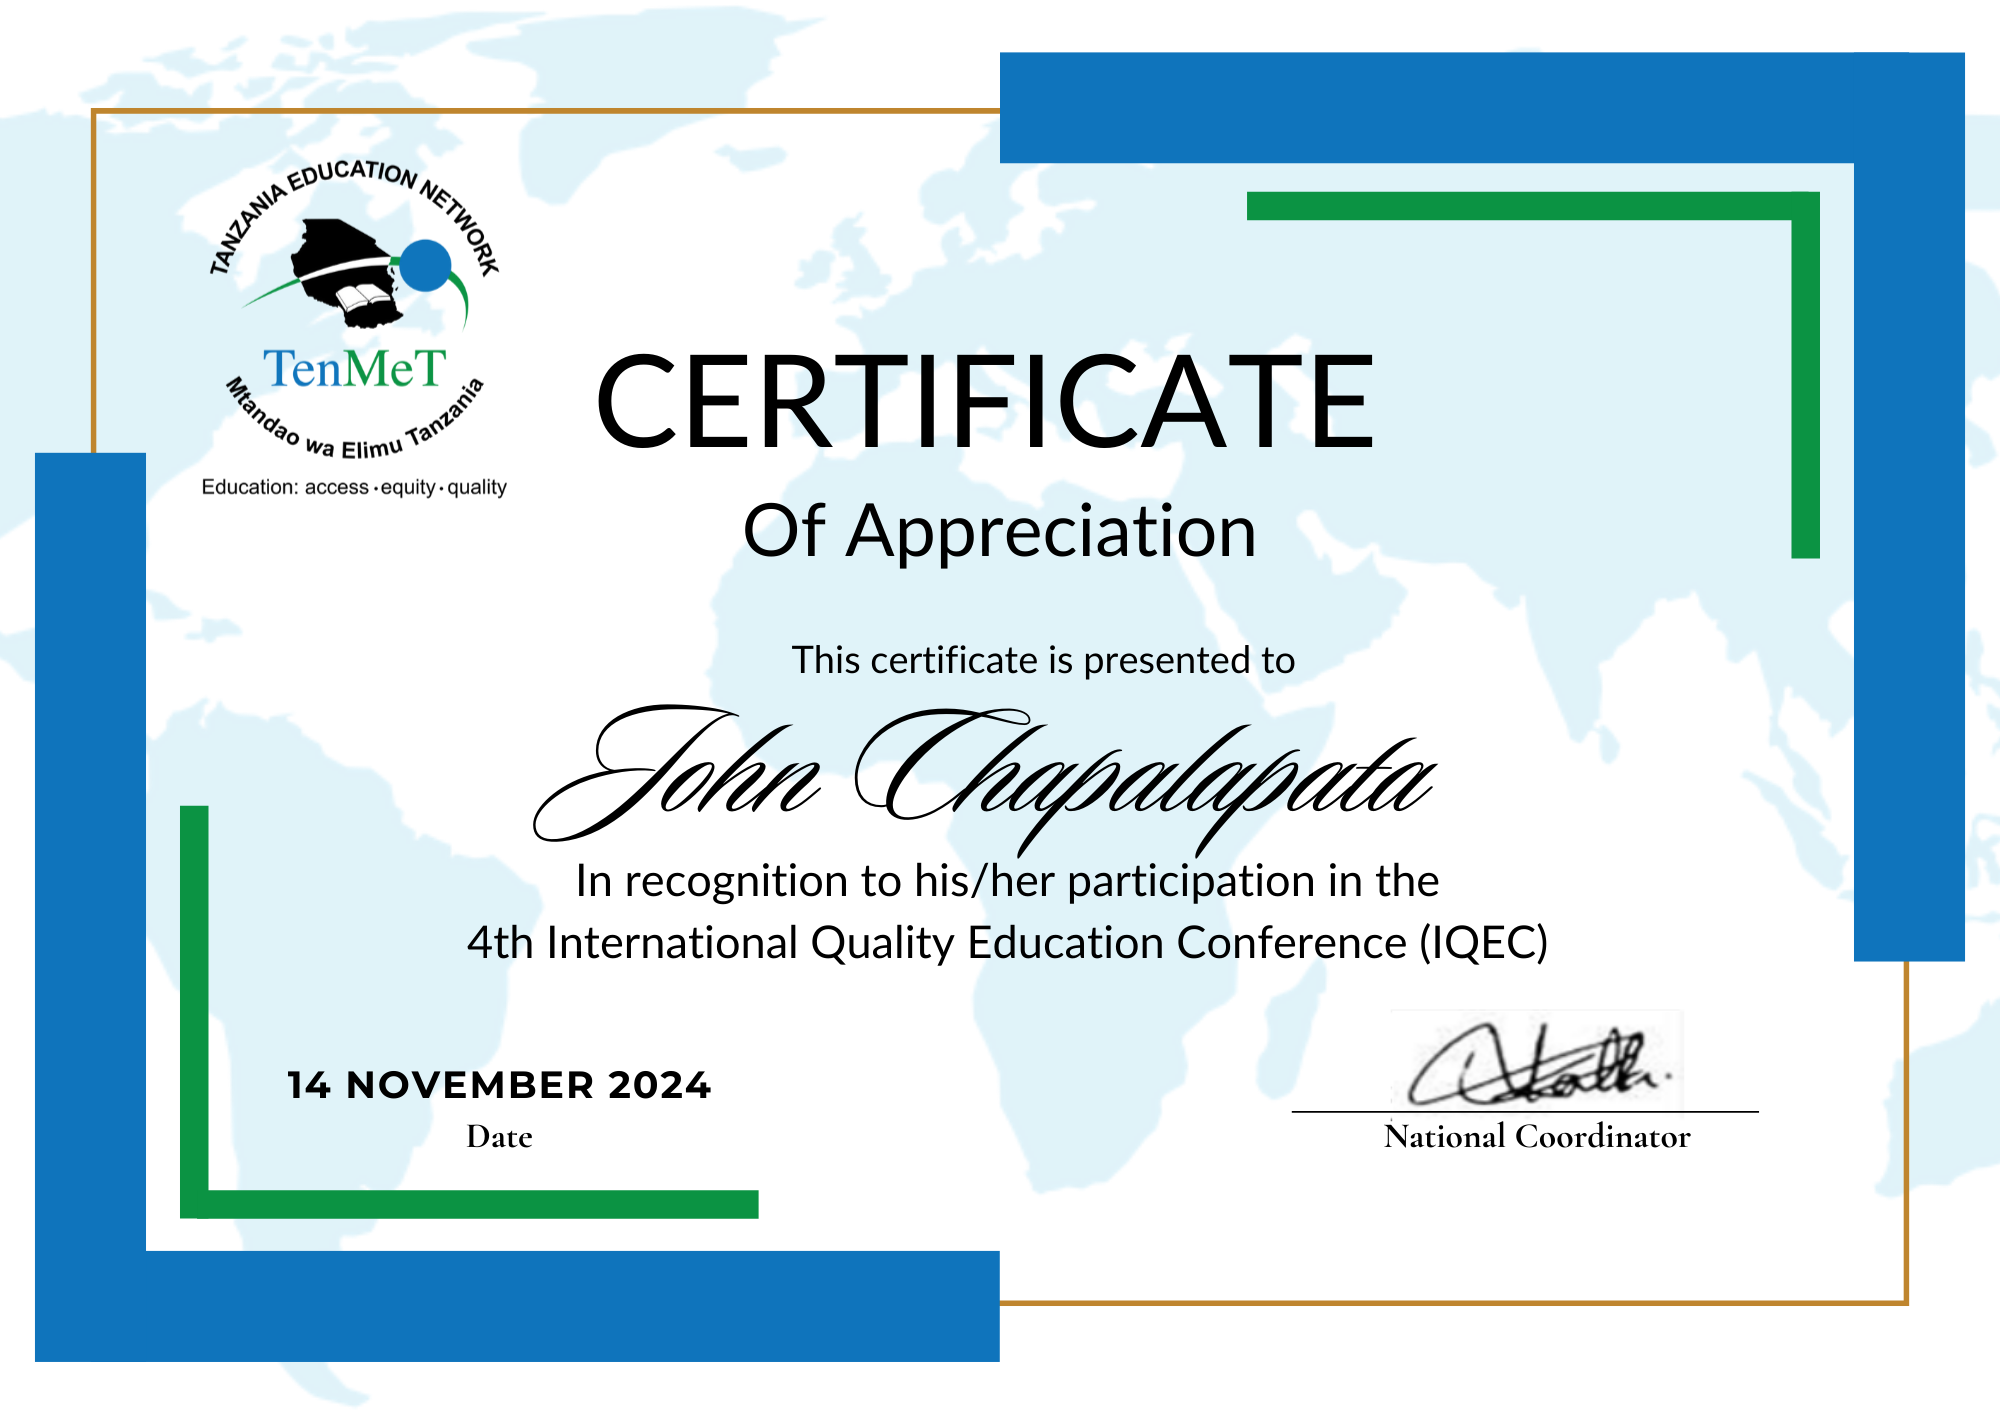 TANZANIA EDUCATION NETWORK
TenMeT
Mtandao wa Elimu Tanzania
Education: access • equity • quality
CERTIFICATE
Of Appreciation
This certificate is presented to
John Chapalapata
In recognition to his/her participation in the
4th International Quality Education Conference (IQEC)
14 NOVEMBER 2024
Date
National Coordinator